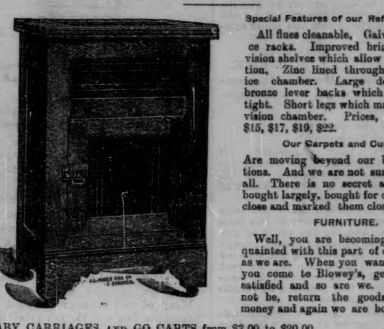 Special Features of our Ref
All flues cleanable, Galv
ce racks. Improved bri
vision shelves which allow
tion, Zinc lined through
ice chamber. Large do
bronze lever backs which
tight. Short legs which ma
vision chamber. Prices,
$15, $17, $19, $22.
Our Carpets and Cu
Are moving beyond our
tions. And we are not su
all. There is no secret a
bought largely, bought for c
close and marked them clos
FURNITURE.
Well, you are becoming
quainted with this part of
as we are. When you wan
you come to Blowey's, ge
satisfied and so are we.
not be, return the goods
money and again we are
ARY CARRIAGES AND GO CARTS from $3.00 to $20.00